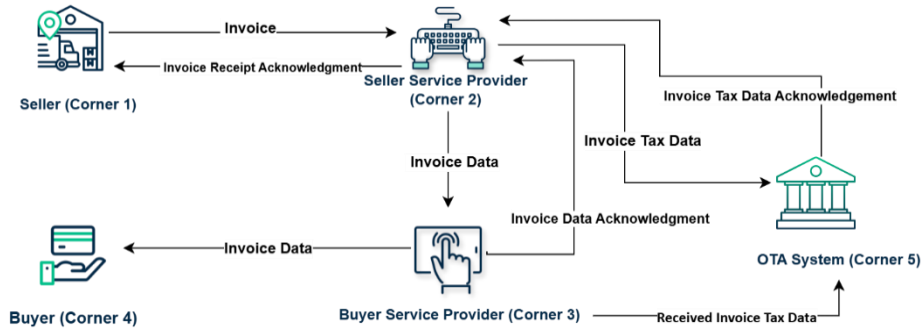 Invoice
Invoice Receipt Acknowledgment
Seller (Corner 1)
Seller Service Provider
(Corner 2)
Invoice Tax Data Acknowledgement
Invoice Tax Data
Invoice Data
Invoice Data Acknowledgment
Invoice Data
OTA System (Corner 5)
Buyer (Corner 4)
Buyer Service Provider (Corner 3)
Received Invoice Tax Data